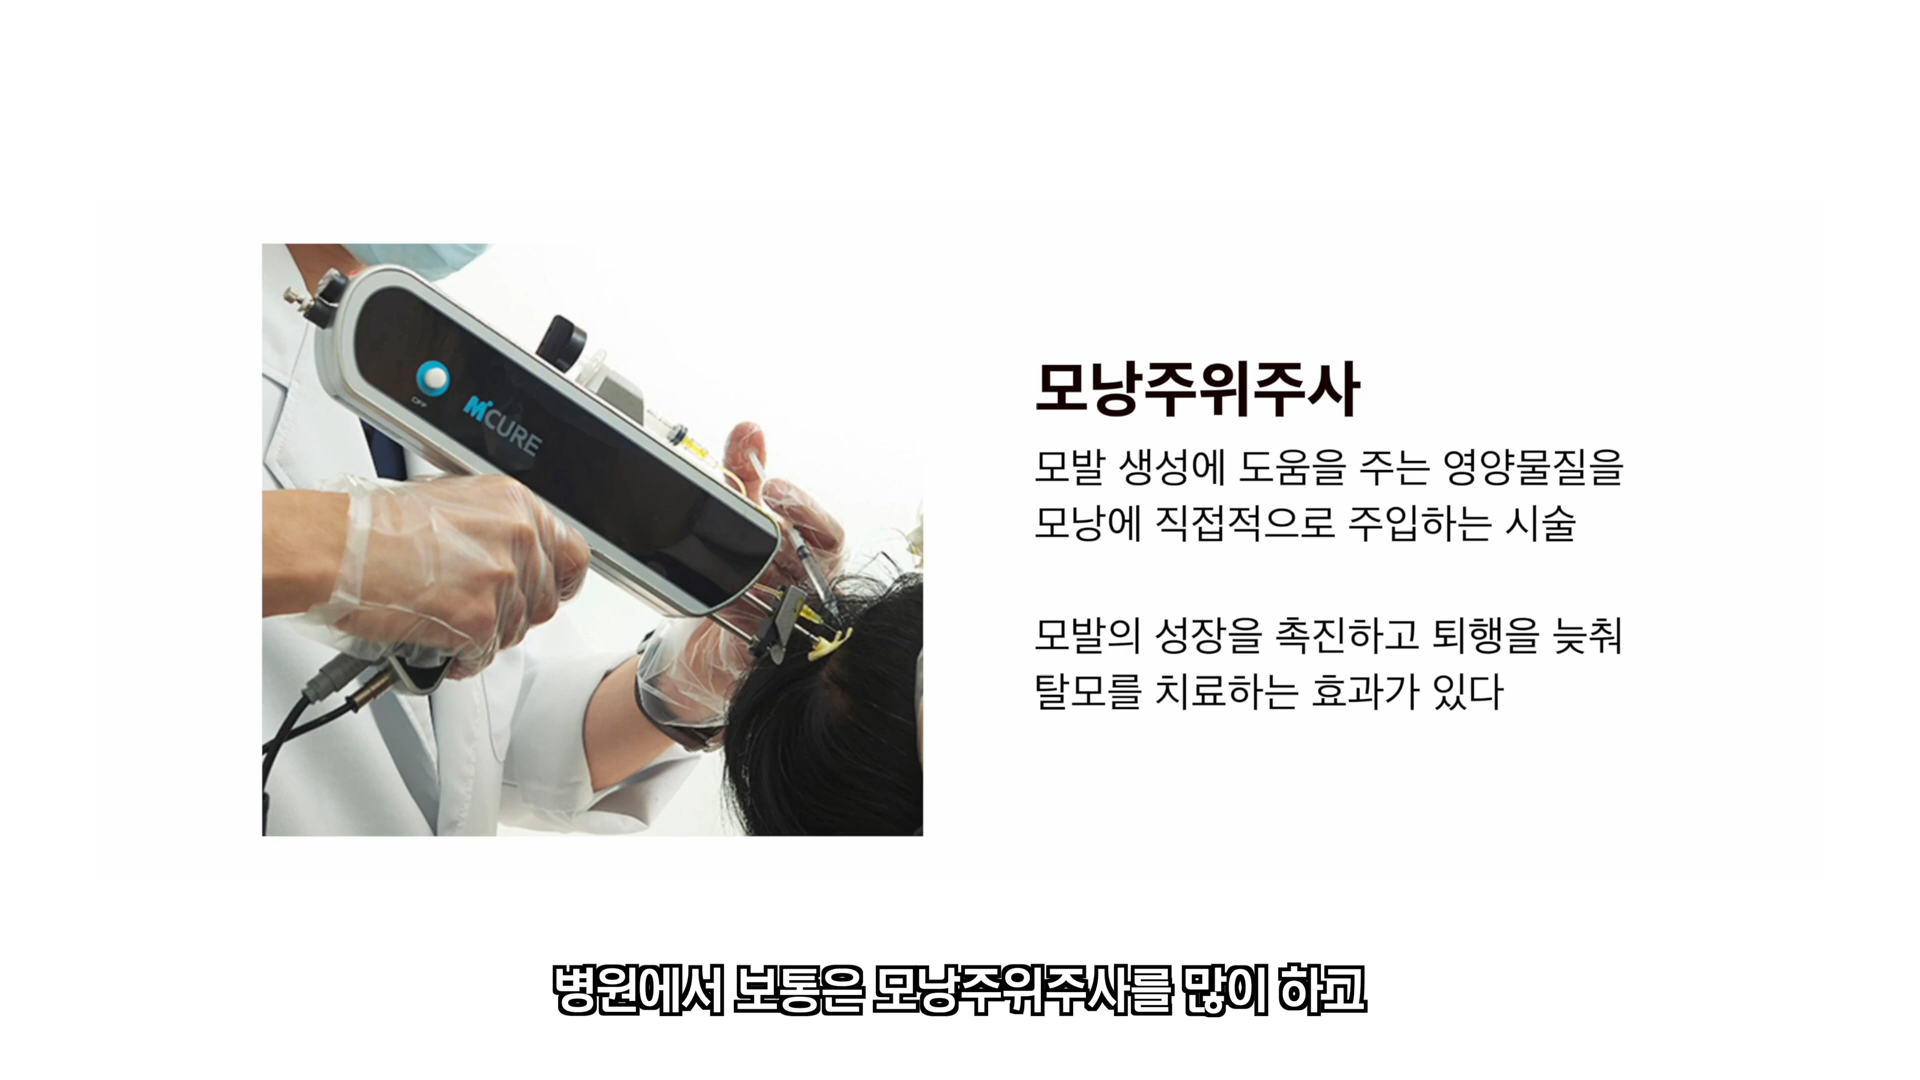 OFF
MCURE
모낭주위주사
모발 생성에 도움을 주는 영양물질을
모낭에 직접적으로 주입하는 시술
모발의 성장을 촉진하고 퇴행을 늦춰
탈모를 치료하는 효과가 있다
병원에서 보통은 모낭주위주사를 많이 하고